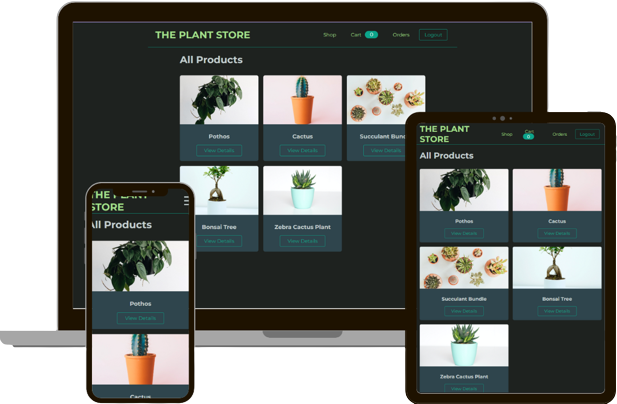 THE PLANT STORE
Shop Cart 0 Orders Logout
All Products
Pothos Cactus Succulent Bundle
View Details View Details View Details
Bonsai Tree Zebra Cactus Plant
View Details View Details
THE PLANT
STORE
All Products
Pothos
View Details
Cactus
THE PLANT
STORE
Shop Cart 0 Orders Logout
All Products
Pothos Cactus
View Details View Details
Succulent Bundle Bonsai Tree
View Details View Details
Zebra Cactus Plant
View Details